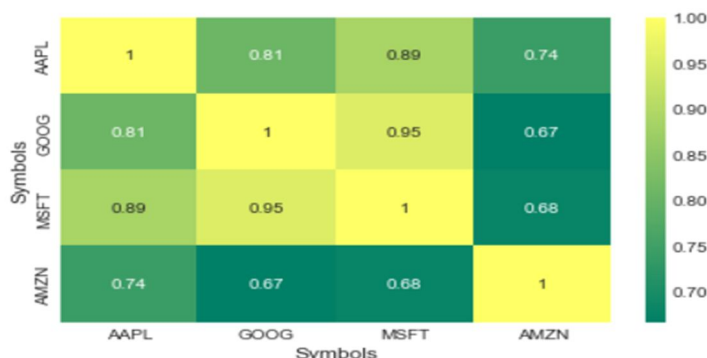 1.00
AAPL 1 0.81 0.89 0.74
0.95
0.90
GOOG 0.81 1 0.95 0.67
0.85
Symbols
MSFT 0.89 0.95 1 0.68
0.80
0.75
AMZN 0.74 0.67 0.68 1
0.70
AAPL GOOG MSFT AMZN
Symbols